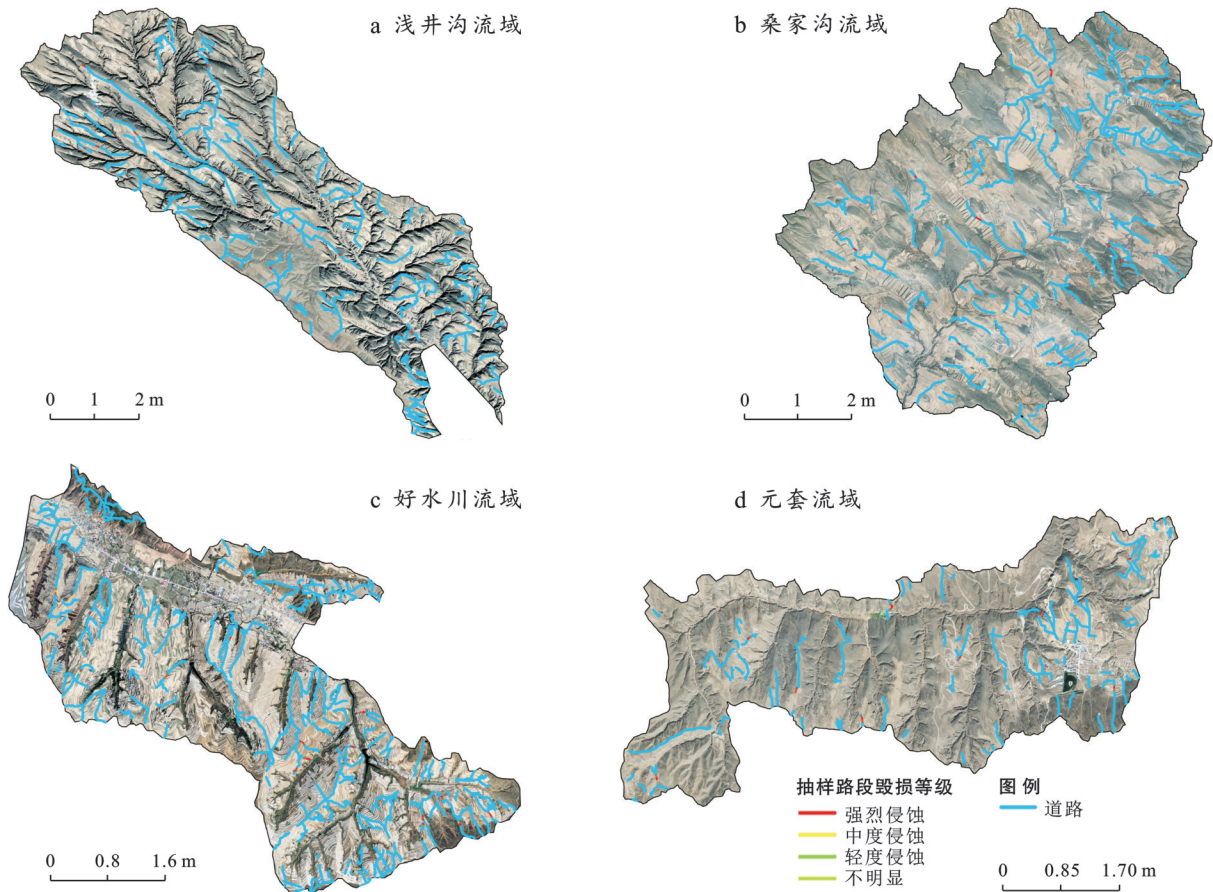 a 浅井沟流域
b 桑家沟流域
0 1 2 m
0 1 2 m
c 好水川流域
d 元套流域
抽样路段毁损等级
强烈侵蚀
中度侵蚀
轻度侵蚀
不明显
图例
道路
0 0.8 1.6 m
0 0.85 1.70 m